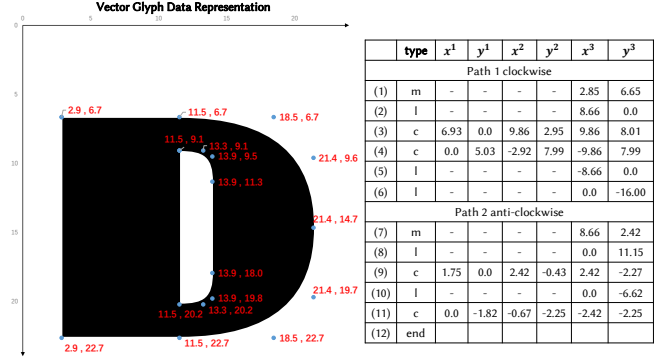 Vector Glyph Data Representation
0 5 10 15 20
0
5
10
15
20
2.9 , 6.7
11.5 , 6.7
18.5 , 6.7
11.5 , 9.1
13.3 , 9.1
13.9 , 9.5
21.4 , 9.6
13.9 , 11.3
21.4 , 14.7
13.9 , 18.0
13.9 , 19.8
21.4 , 19.7
11.5 , 20.2
13.3 , 20.2
2.9 , 22.7
11.5 , 22.7
18.5 , 22.7
type x¹ y¹ x² y² x³ y³
Path 1 clockwise
(1) m - - - - 2.85 6.65
(2) l - - - - 8.66 0.0
(3) c 6.93 0.0 9.86 2.95 9.86 8.01
(4) c 0.0 5.03 -2.92 7.99 -9.86 7.99
(5) l - - - - -8.66 0.0
(6) l - - - - 0.0 -16.00
Path 2 anti-clockwise
(7) m - - - - 8.66 2.42
(8) l - - - - 0.0 11.15
(9) c 1.75 0.0 2.42 -0.43 2.42 -2.27
(10) l - - - - 0.0 -6.62
(11) c 0.0 -1.82 -0.67 -2.25 -2.42 -2.25
(12) end